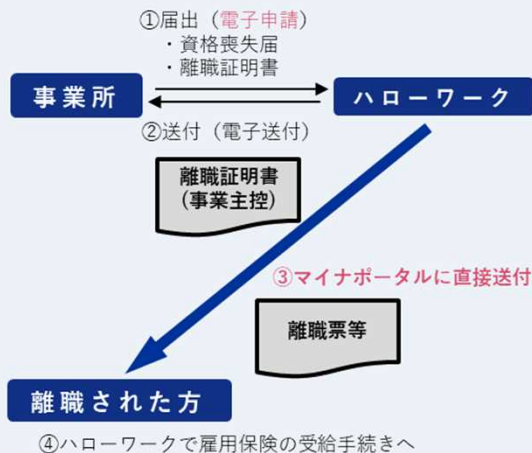 ①届出（電子申請）
・資格喪失届
・離職証明書
事業所
ハローワーク
②送付（電子送付）
離職証明書
(事業主控)
③マイナポータルに直接送付
離職票等
離職された方
④ハローワークで雇用保険の受給手続きへ